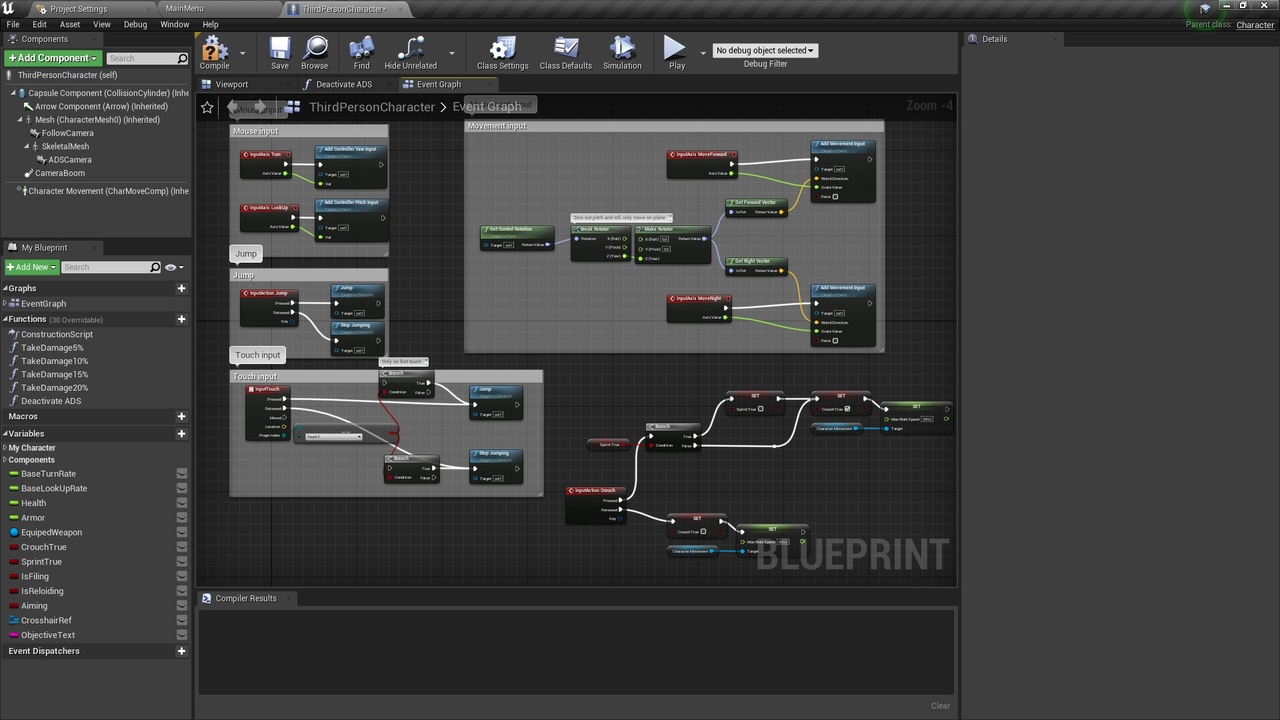 Project Settings
MainMenu
ThirdPersonCharacter*
File Edit Asset View Debug Window Help
Parent class: Character
Components
+ Add Component
Search
ThirdPersonCharacter (self)
Capsule Component (CollisionCylinder) (Inhe
Arrow Component (Arrow) (Inherited)
Mesh (CharacterMesh0) (Inherited)
FollowCamera
SkeletalMesh
ADSCamera
CameraBoom
Character Movement (CharMoveComp) (Inhe
My Blueprint
+ Add New
Search
Graphs
EventGraph
Functions (30 Overridable)
ConstructionScript
TakeDamage5%
TakeDamage10%
TakeDamage15%
TakeDamage20%
Deactivate ADS
Macros
Variables
My Character
Components
BaseTurnRate
BaseLookUpRate
Health
Armor
EquipedWeapon
CrouchTrue
SprintTrue
IsFiling
IsReloiding
Aiming
CrosshairRef
ObjectiveText
Event Dispatchers
Compile
Save
Browse
Find
Hide Unrelated
Class Settings
Class Defaults
Simulation
Play
No debug object selected
Debug Filter
Viewport
Deactivate ADS
Event Graph
ThirdPersonCharacter > Event Graph
Zoom -4
Mouse input
InputAxis Turn
Axis Value
Add Controller Yaw Input
Target self
Val
InputAxis LookUp
Axis Value
Add Controller Pitch Input
Target self
Val
Jump
Jump
InputAction Jump
Pressed
Released
Key
Jump
Target self
Stop Jumping
Target self
Touch input
Touch input
InputTouch
Pressed
Released
Moved
Location
Finger Index
Touch 1
Only on first touch
Branch
Condition
True
False
Jump
Target self
Branch
Condition
True
False
Stop Jumping
Target self
Movement input
InputAxis MoveForward
Axis Value
Add Movement Input
Target self
World Direction
Scale Value
Force
Zero out pitch and roll, only move on plane
Get Control Rotation
Target self
Return Value
Break Rotator
Rotation
X (Roll)
Y (Pitch)
Z (Yaw)
Make Rotator
X (Roll) 0.0
Y (Pitch) 0.0
Z (Yaw)
Return Value
Get Forward Vector
In Rot
Return Value
Get Right Vector
In Rot
Return Value
InputAxis MoveRight
Axis Value
Add Movement Input
Target self
World Direction
Scale Value
Force
Sprint True
Branch
Condition
True
False
SET
Sprint True
SET
Crouch True
Character Movement
SET
Max Walk Speed
Target
InputAction Crouch
Pressed
Released
Key
SET
Crouch True
Character Movement
SET
Max Walk Speed
Target
BLUEPRINT
Compiler Results
Clear
Details